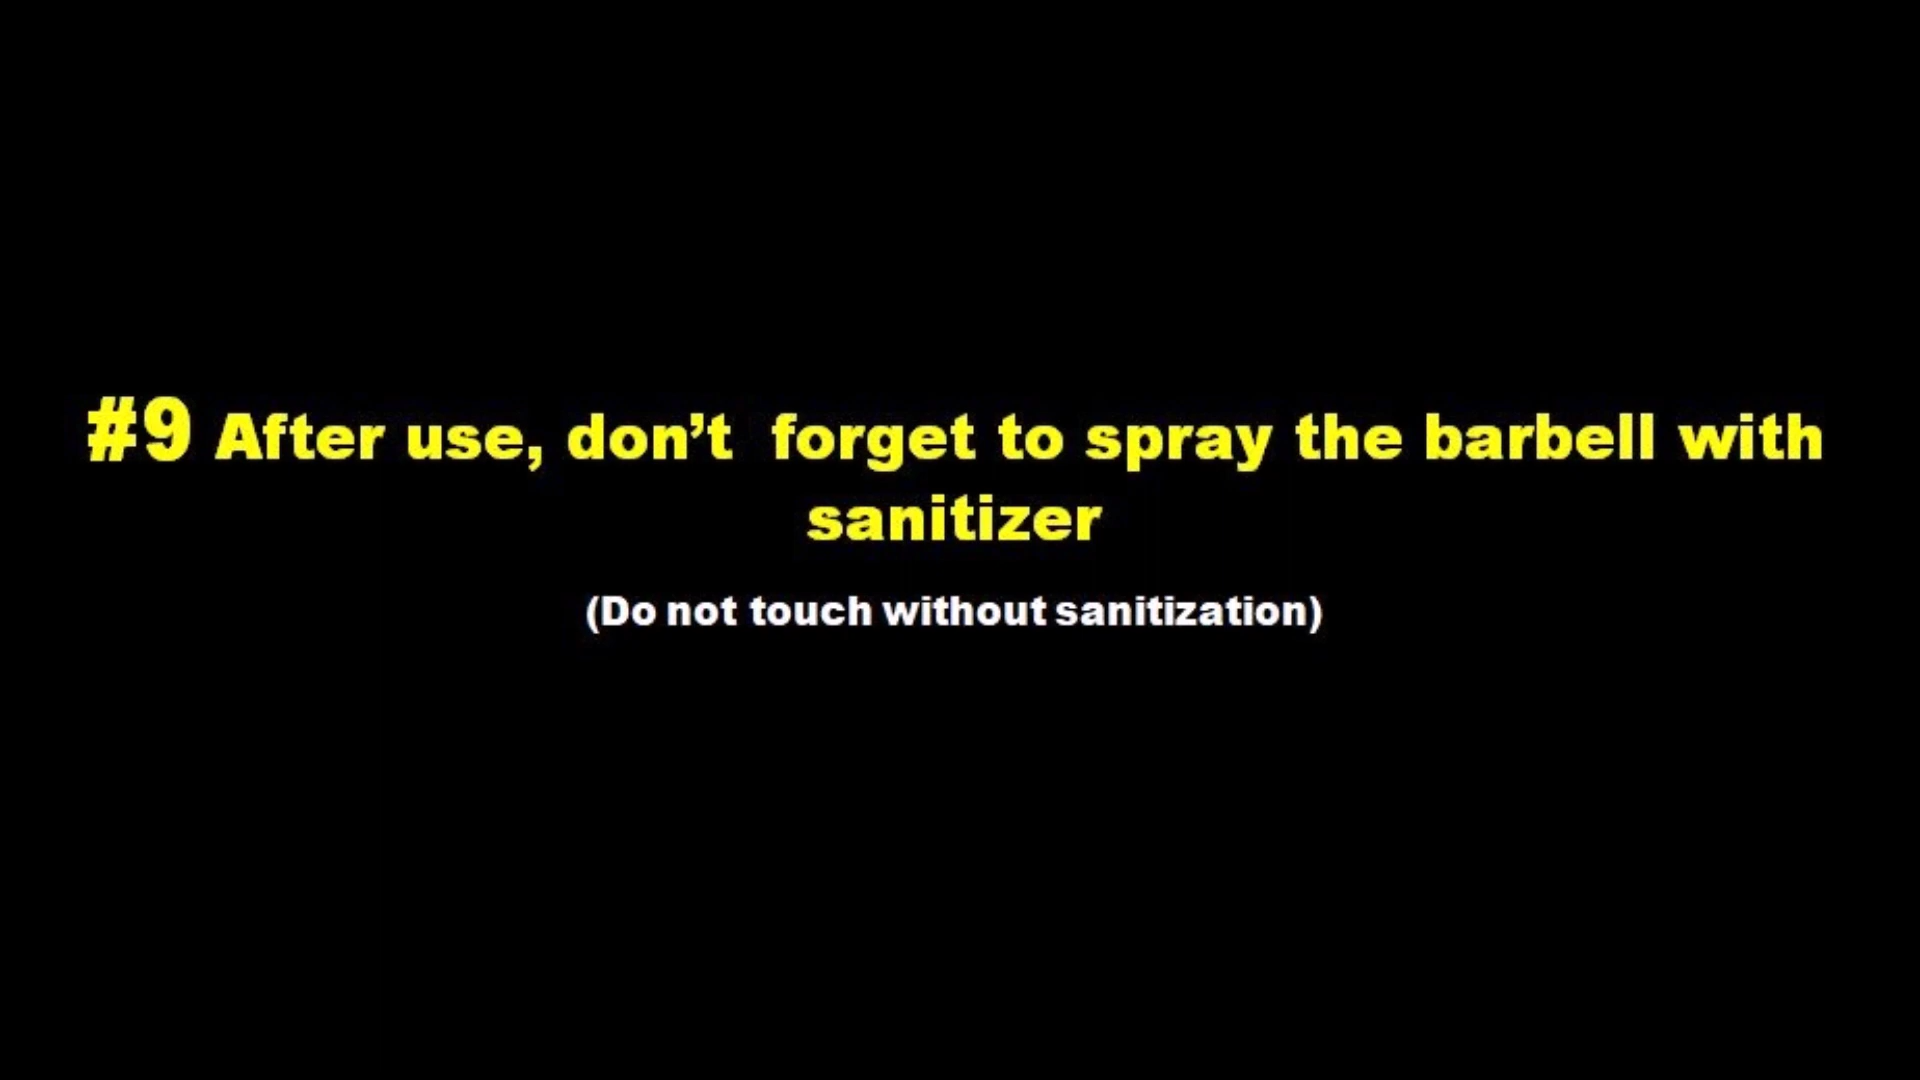 #9 After use, don’t  forget to spray the barbell with
sanitizer
(Do not touch without sanitization)